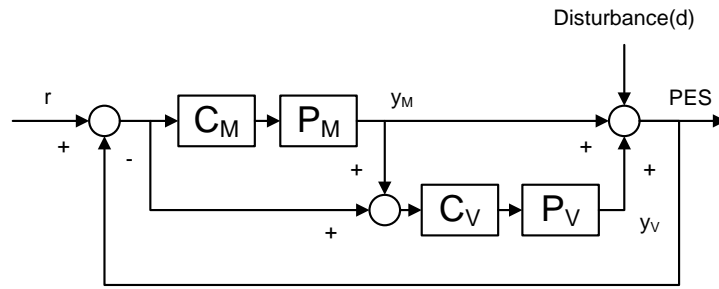 Disturbance(d)
r
y_M
PES
C_M
P_M
+
-
+
+
+
+
C_V
P_V
y_V